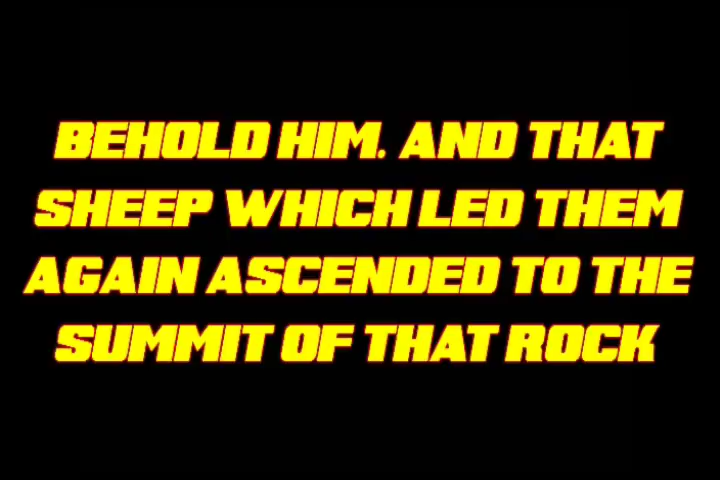 BEHOLD HIM. AND THAT
SHEEP WHICH LED THEM
AGAIN ASCENDED TO THE
SUMMIT OF THAT ROCK